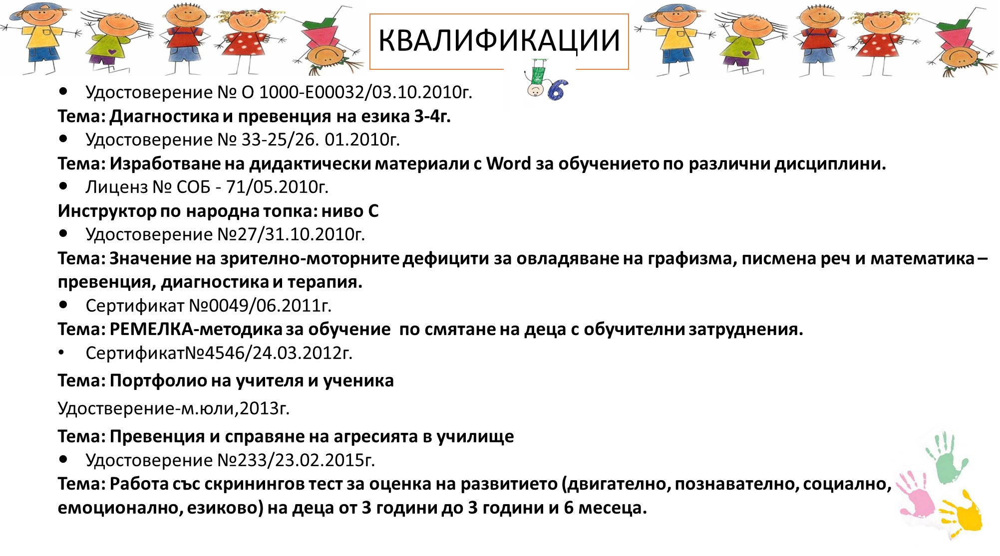 КВАЛИФИКАЦИИ
6
• Удостоверение № О 1000-Е00032/03.10.2010г.
Тема: Диагностика и превенция на езика 3-4г.
• Удостоверение № 33-25/26. 01.2010г.
Тема: Изработване на дидактически материали с Word за обучението по различни дисциплини.
• Лиценз № СОБ - 71/05.2010г.
Инструктор по народна топка: ниво С
• Удостоверение №27/31.10.2010г.
Тема: Значение на зрително-моторните дефицити за овладяване на графизма, писмена реч и математика –
превенция, диагностика и терапия.
• Сертификат №0049/06.2011г.
Тема: РЕМЕЛКА-методика за обучение  по смятане на деца с обучителни затруднения.
• Сертификат№4546/24.03.2012г.
Тема: Портфолио на учителя и ученика
Удостверение-м.юли,2013г.
Тема: Превенция и справяне на агресията в училище
• Удостоверение №233/23.02.2015г.
Тема: Работа със скринингов тест за оценка на развитието (двигателно, познавателно, социално,
емоционално, езиково) на деца от 3 години до 3 години и 6 месеца.